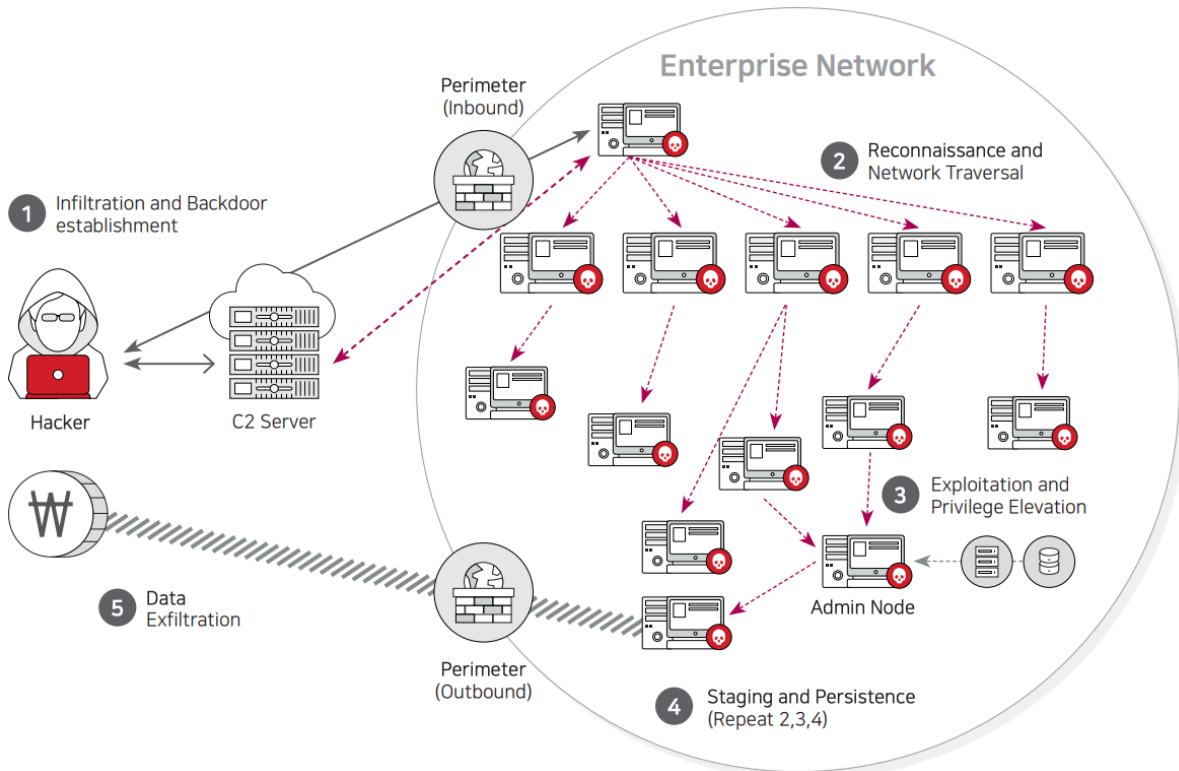 Enterprise Network
Perimeter
(Inbound)
2
Reconnaissance and
Network Traversal
1
Infiltration and Backdoor
establishment
Hacker
C2 Server
3
Exploitation and
Privilege Elevation
₩
5
Data
Exfiltration
Admin Node
Perimeter
(Outbound)
4
Staging and Persistence
(Repeat 2,3,4)